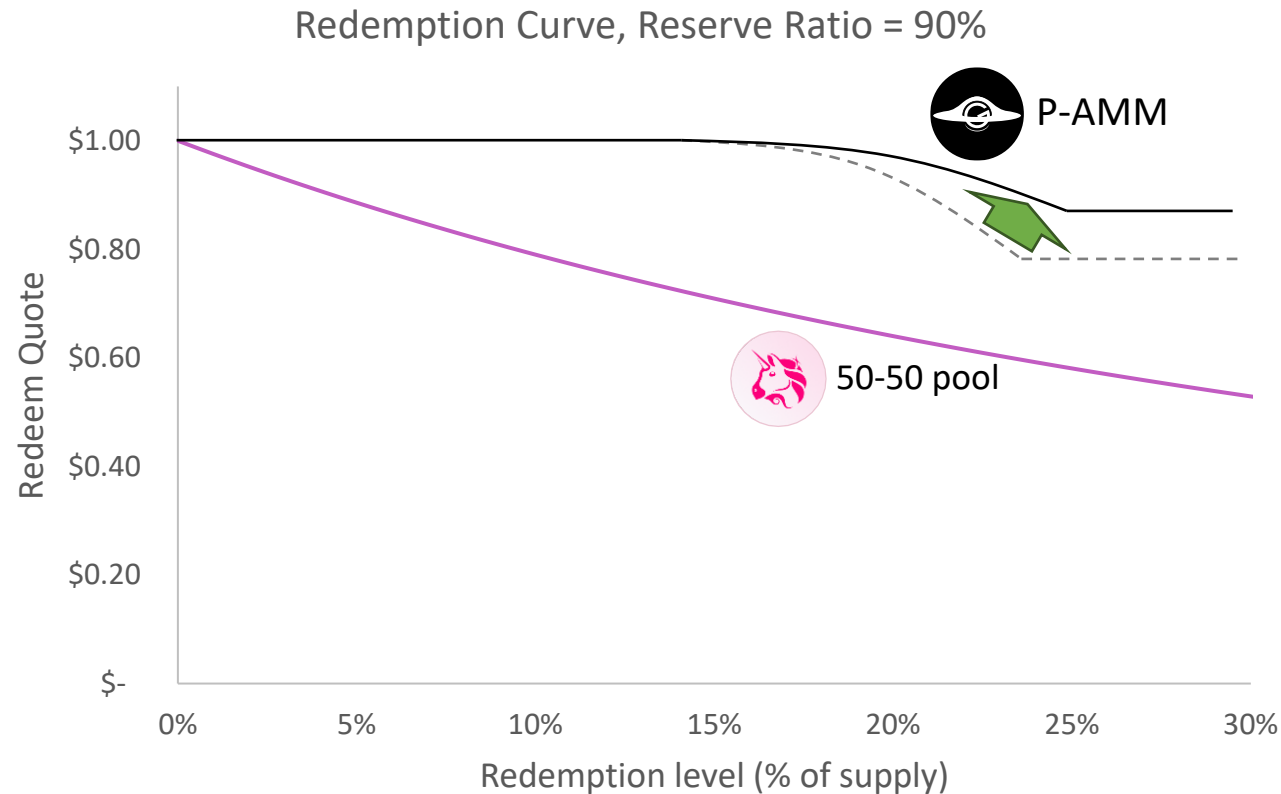 Redemption Curve, Reserve Ratio = 90%
P-AMM
$1.00
$0.80
$0.60
$0.40
$0.20
$-
Redeem Quote
50-50 pool
0%
5%
10%
15%
20%
25%
30%
Redemption level (% of supply)